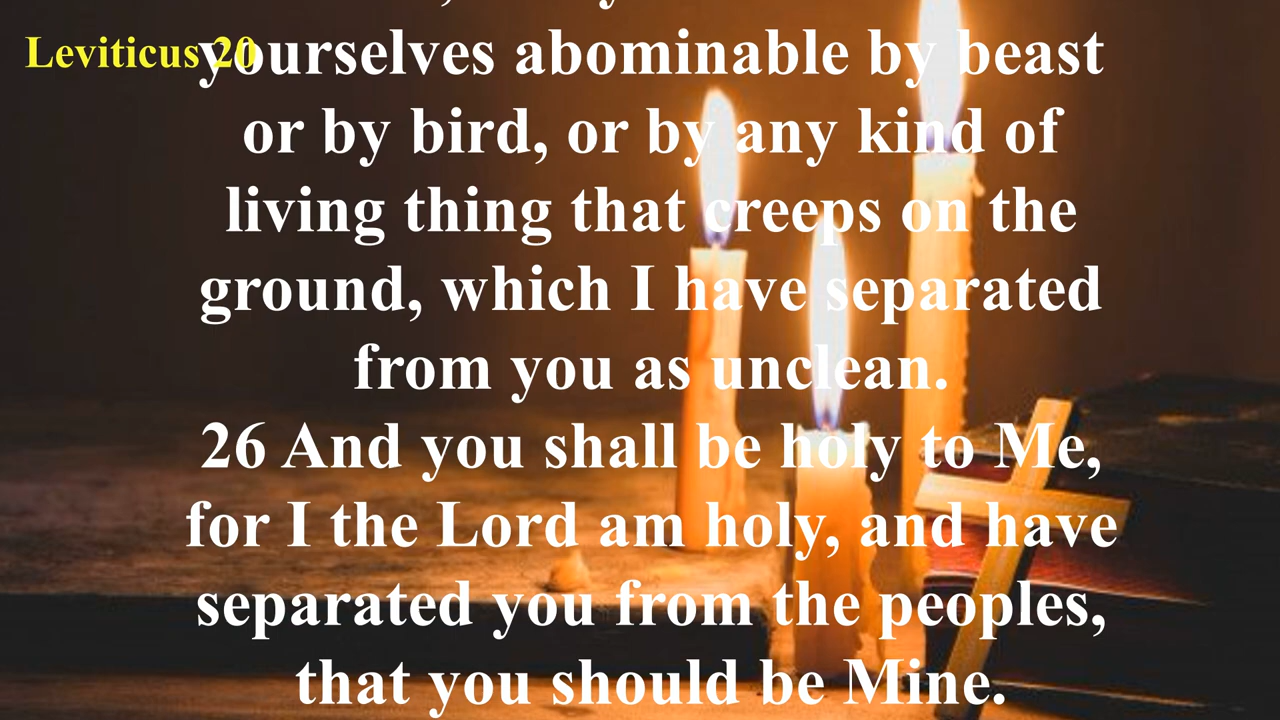 Leviticus 20
yourselves abominable by beast
or by bird, or by any kind of
living thing that creeps on the
ground, which I have separated
from you as unclean.
26 And you shall be holy to Me,
for I the Lord am holy, and have
separated you from the peoples,
that you should be Mine.